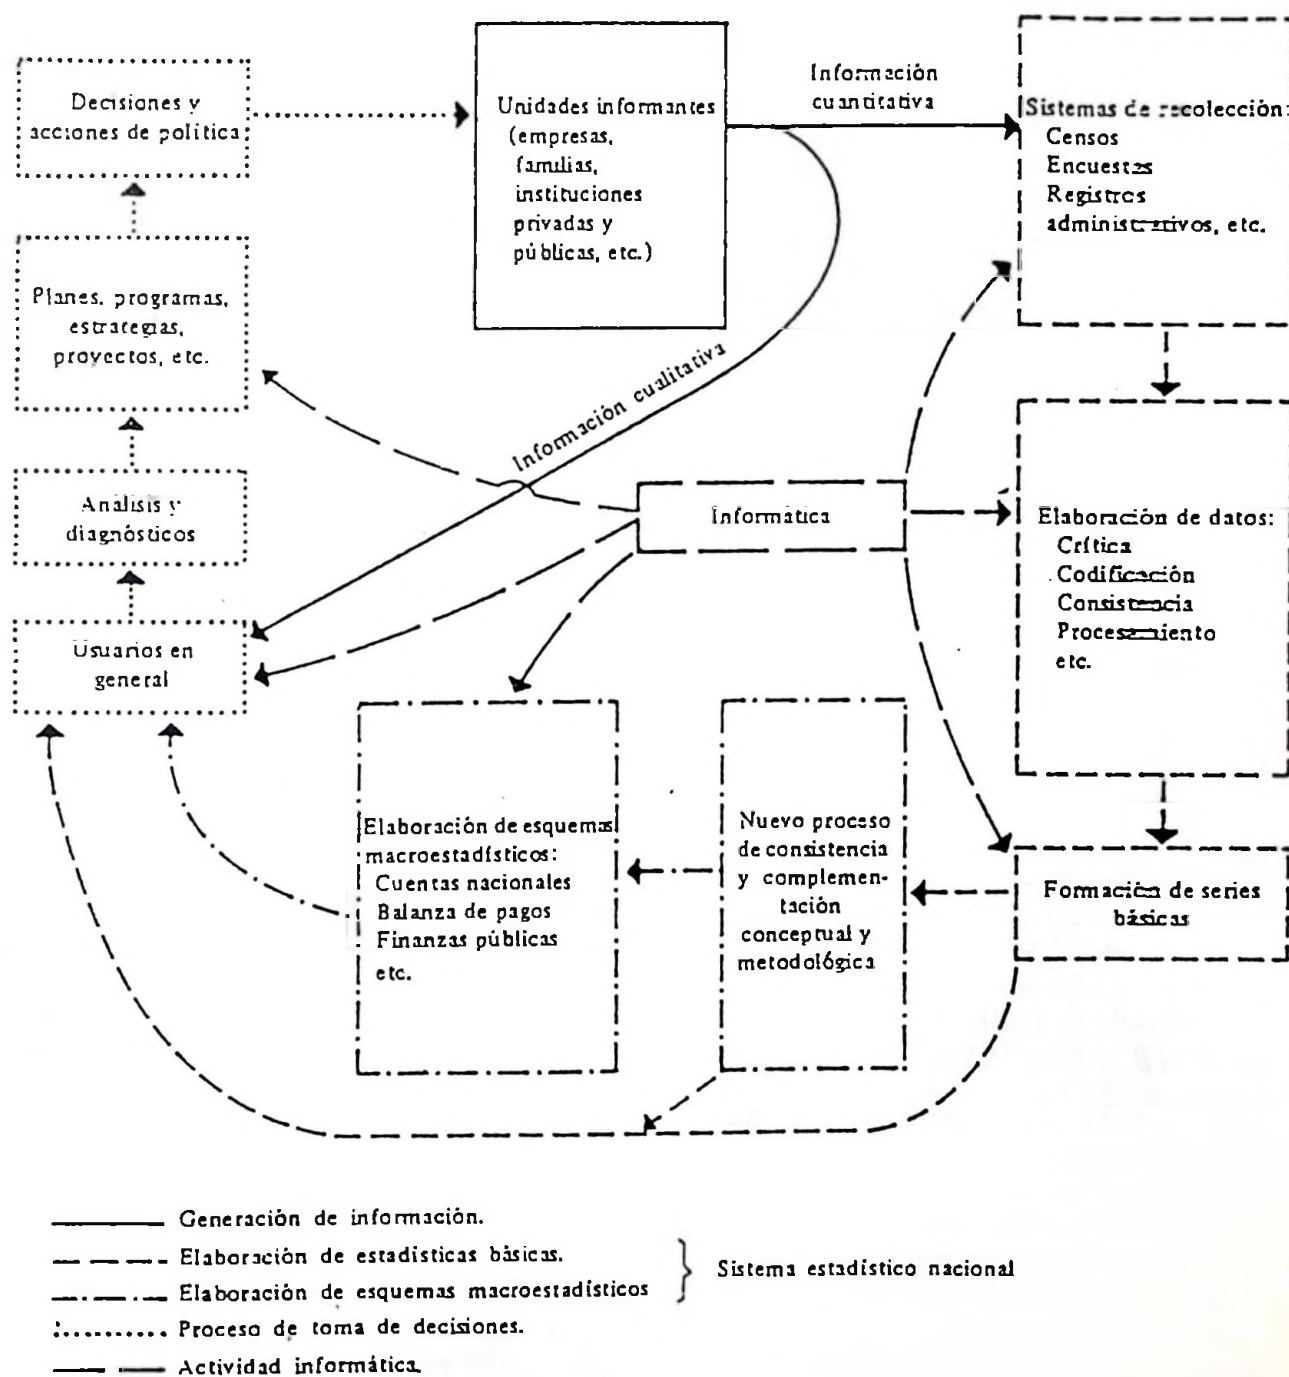 Decisiones y
acciones de política
Unidades informantes
(empresas,
familias,
instituciones
privadas y
públicas, etc.)
Información
cuantitativa
Sistemas de recolección:
Censos
Encuestas
Registros
administrativos, etc.
Planes, programas,
estrategias,
proyectos, etc.
Información cualitativa
Análisis y
diagnósticos
Informática
Elaboración de datos:
Crítica
Codificación
Consistencia
Procesamiento
etc.
Usuarios en
general
Elaboración de esquemas
macroestadísticos:
Cuentas nacionales
Balanza de pagos
Finanzas públicas
etc.
Nuevo proceso
de consistencia
y complemen-
tación
conceptual y
metodológica
Formación de series
básicas
Generación de información.
Elaboración de estadísticas básicas.
Elaboración de esquemas macroestadísticos
Sistema estadístico nacional
Proceso de toma de decisiones.
Actividad informática.